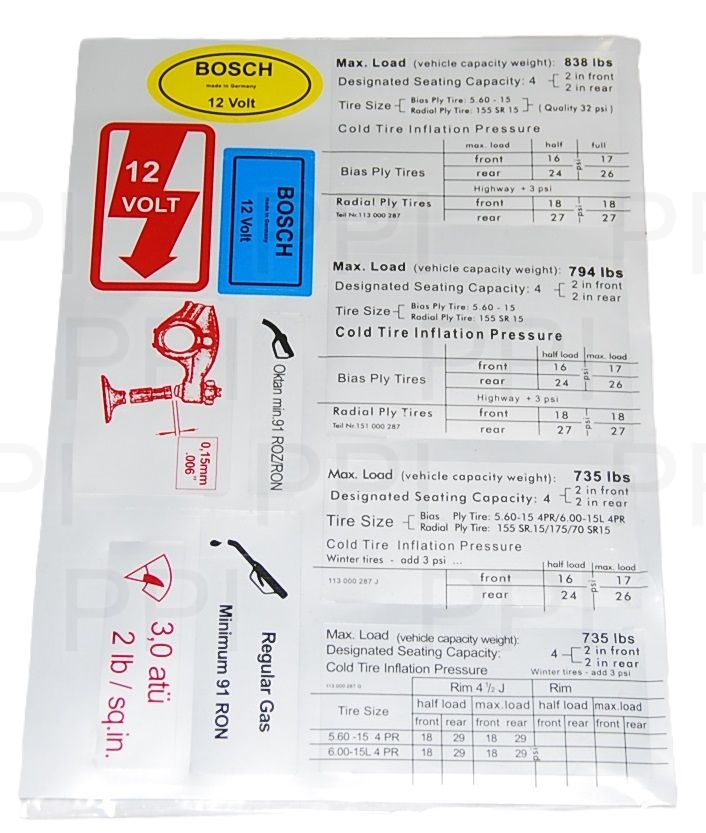 BOSCH
made in Germany
12 Volt
12
VOLT
BOSCH
made in Germany
12 Volt
0,15mm
.006"
Oktan min.91 ROZ/RON
3,0 atü
2 lb / sq.in.
Regular Gas
Minimum 91 RON
Max. Load (vehicle capacity weight): 838 lbs
Designated Seating Capacity: 4 2 in front
2 in rear
Tire Size Bias Ply Tire: 5.60 - 15
Radial Ply Tire: 155 SR 15 ( Quality 32 psi )
Cold Tire Inflation Pressure
max. load half full
Bias Ply Tires front 16 psi 17
rear 24 26
Highway + 3 psi
Radial Ply Tires front 18 psi 18
Teil Nr.113 000 287 rear 27 27
Max. Load (vehicle capacity weight): 794 lbs
Designated Seating Capacity: 4 2 in front
2 in rear
Tire Size Bias Ply Tire: 5.60 - 15
Radial Ply Tire: 155 SR 15
Cold Tire Inflation Pressure
half load max. load
Bias Ply Tires front 16 psi 17
rear 24 26
Highway + 3 psi
Radial Ply Tires front 18 psi 18
Teil Nr.151 000 287 rear 27 27
Max. Load (vehicle capacity weight): 735 lbs
Designated Seating Capacity: 4 2 in front
2 in rear
Tire Size Bias Ply Tire: 5.60-15 4PR/6.00-15L 4PR
Radial Ply Tire: 155 SR.15/175/70 SR15
Cold Tire Inflation Pressure
Winter tires - add 3 psi ... half load max. load
113 000 287 J front 16 psi 17
rear 24 26
Max. Load (vehicle capacity weight): 735 lbs
Designated Seating Capacity: 4 2 in front
2 in rear
Cold Tire Inflation Pressure Winter tires - add 3 psi
113 000 287 G Rim 4 ½ J Rim
Tire Size half load max.load half load max.load
front rear front rear front rear front rear
5.60 -15 4 PR 18 29 18 29 psi
6.00-15L 4 PR 18 29 18 29
PPI